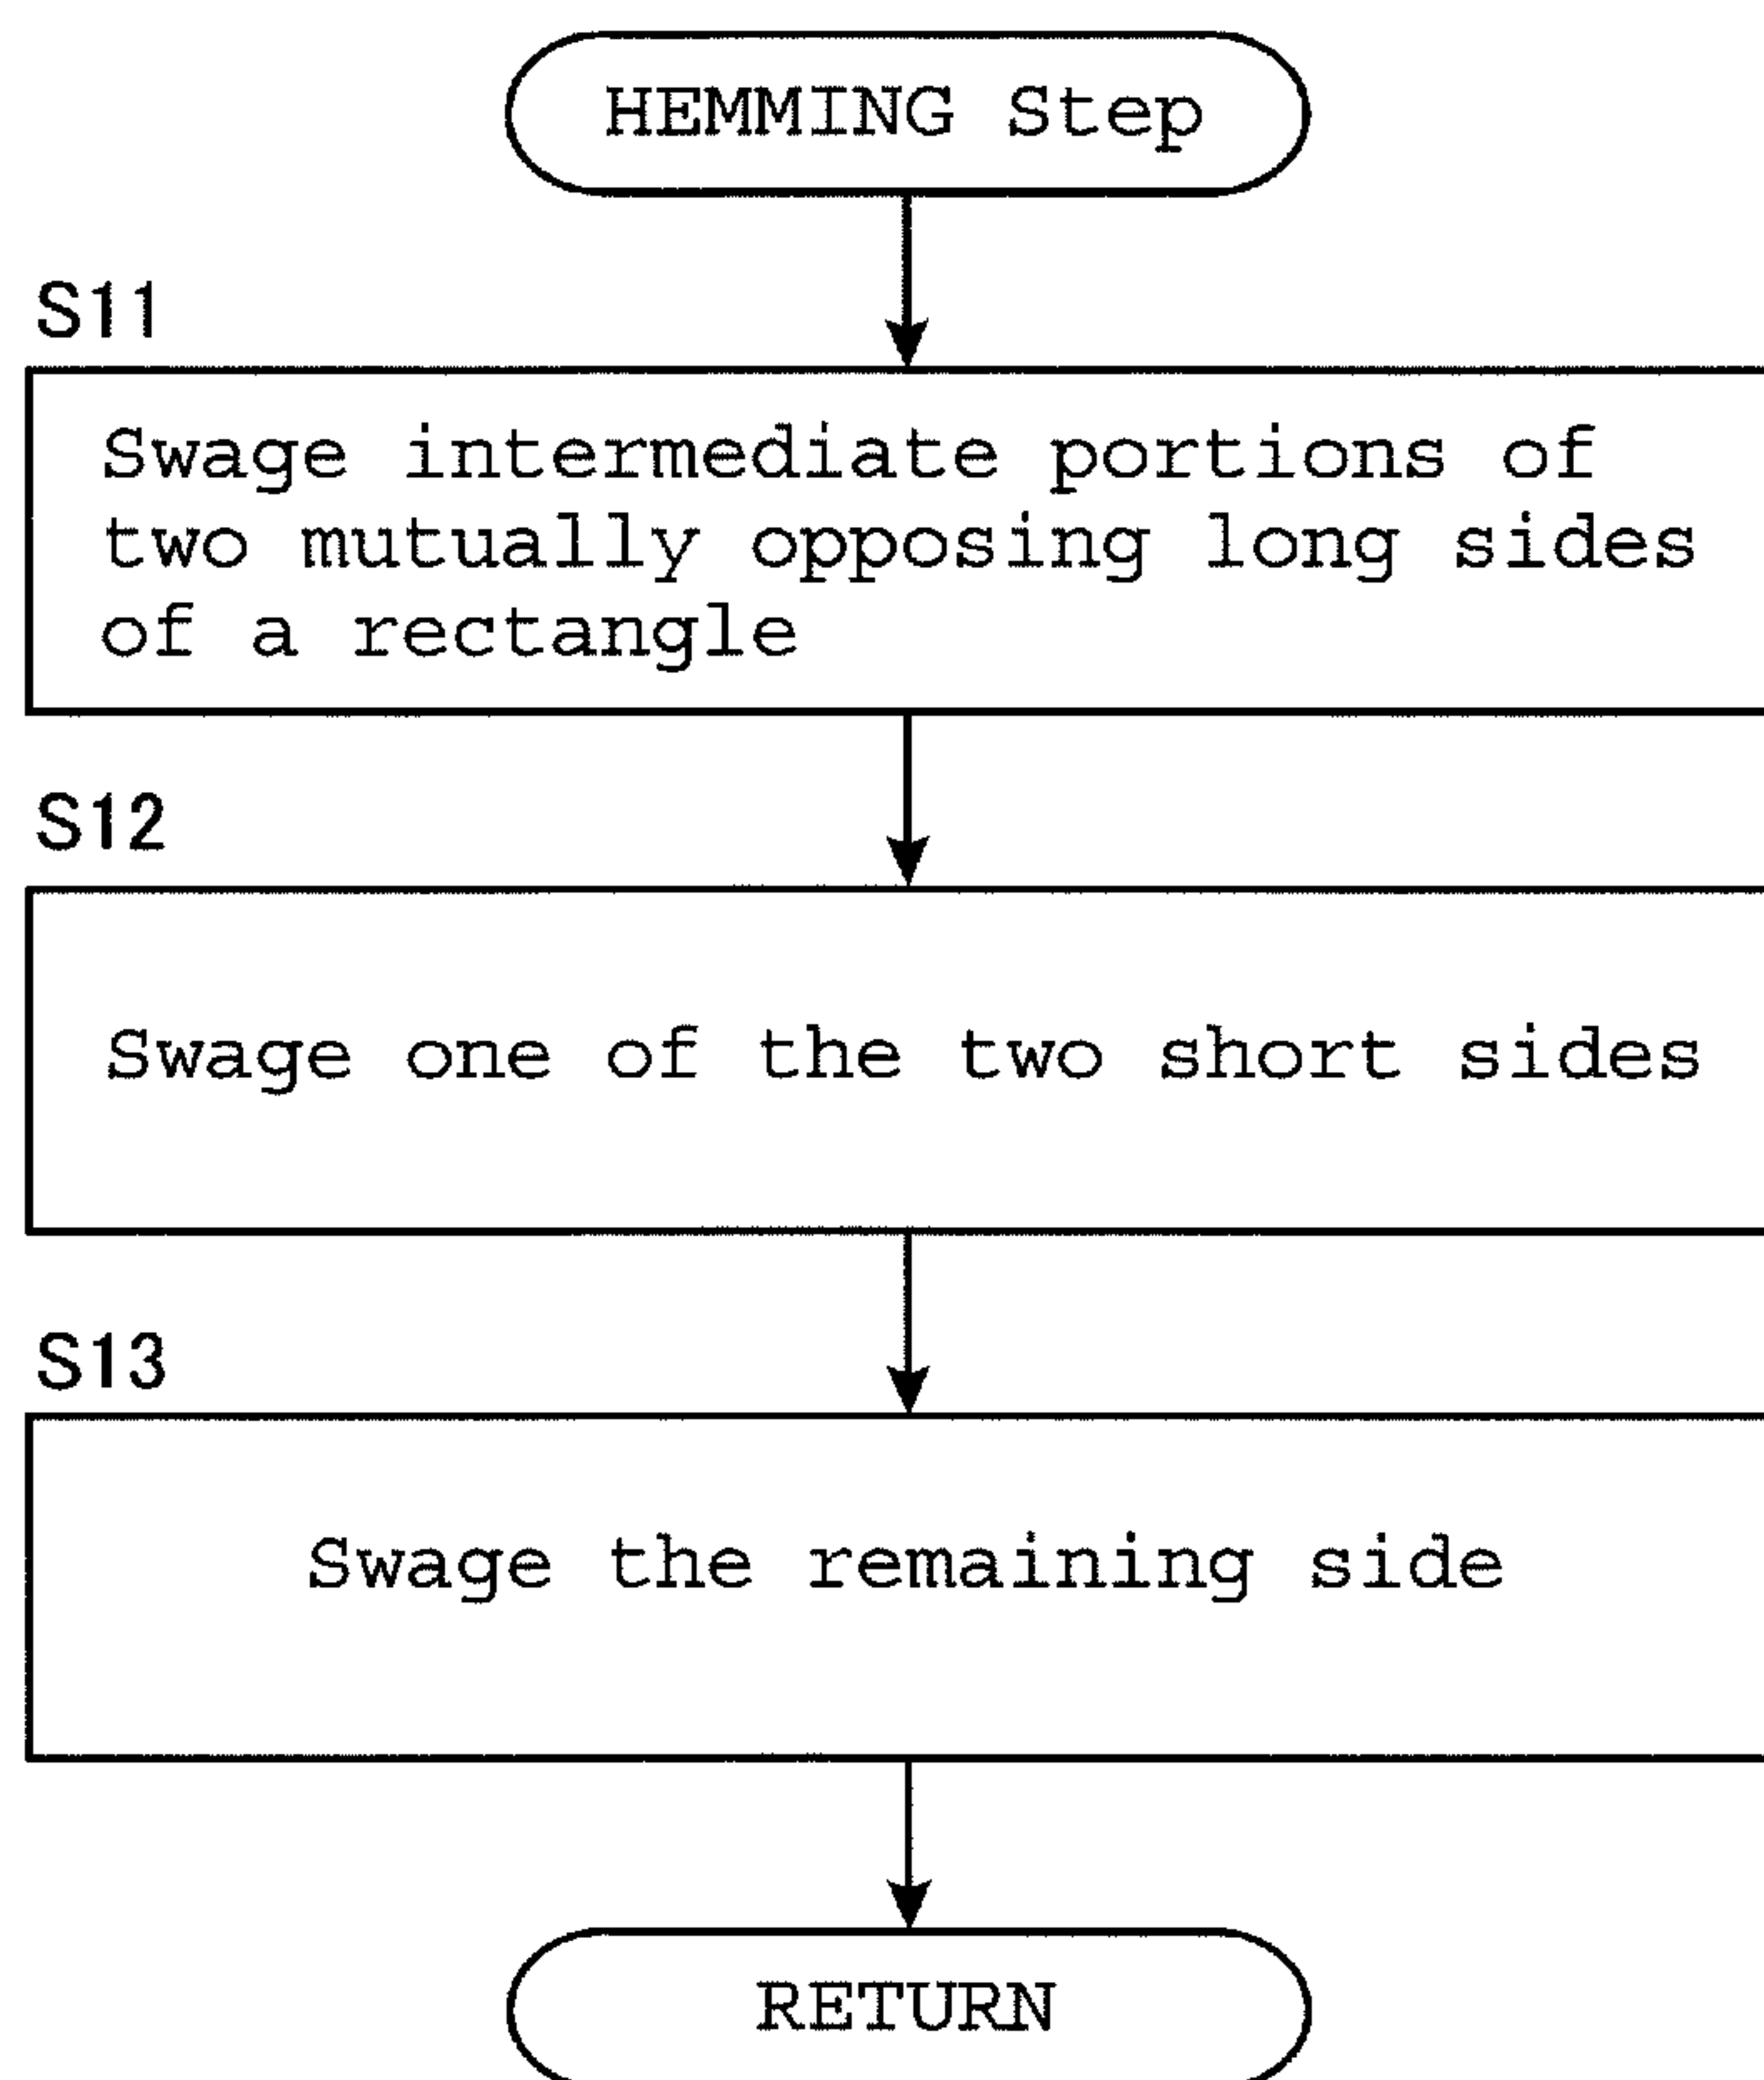 HEMMING Step
S11
Swage intermediate portions of
two mutually opposing long sides
of a rectangle
S12
Swage one of the two short sides
S13
Swage the remaining side
RETURN